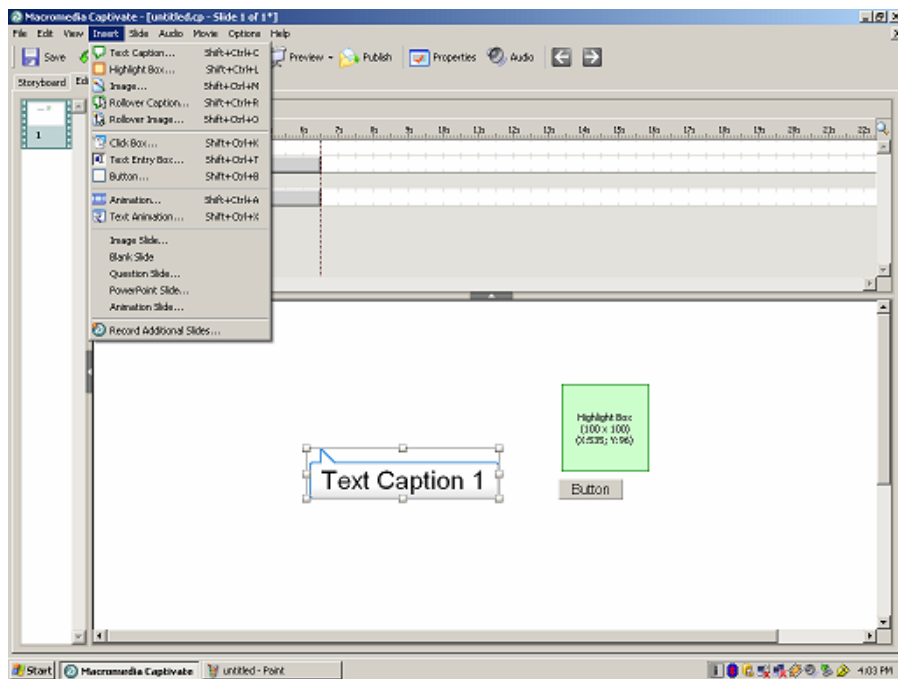 Macromedia Captivate - [untitled.cp - Slide 1 of 1*]
File Edit View Insert Slide Audio Movie Options Help
Save Preview Publish Properties Audio
Storyboard
Text Caption... Shift+Ctrl+C
Highlight Box... Shift+Ctrl+L
Image... Shift+Ctrl+M
Rollover Caption... Shift+Ctrl+R
Rollover Image... Shift+Ctrl+O
Click Box... Shift+Ctrl+K
Text Entry Box... Shift+Ctrl+T
Button... Shift+Ctrl+B
Animation... Shift+Ctrl+A
Text Animation... Shift+Ctrl+X
Image Slide...
Blank Slide
Question Slide...
PowerPoint Slide...
Animation Slide...
Record Additional Slides...
1
Highlight Box
(100 x 100)
(X:535; Y:96)
Text Caption 1
Button
Start Macromedia Captivate untitled - Paint 4:03 PM